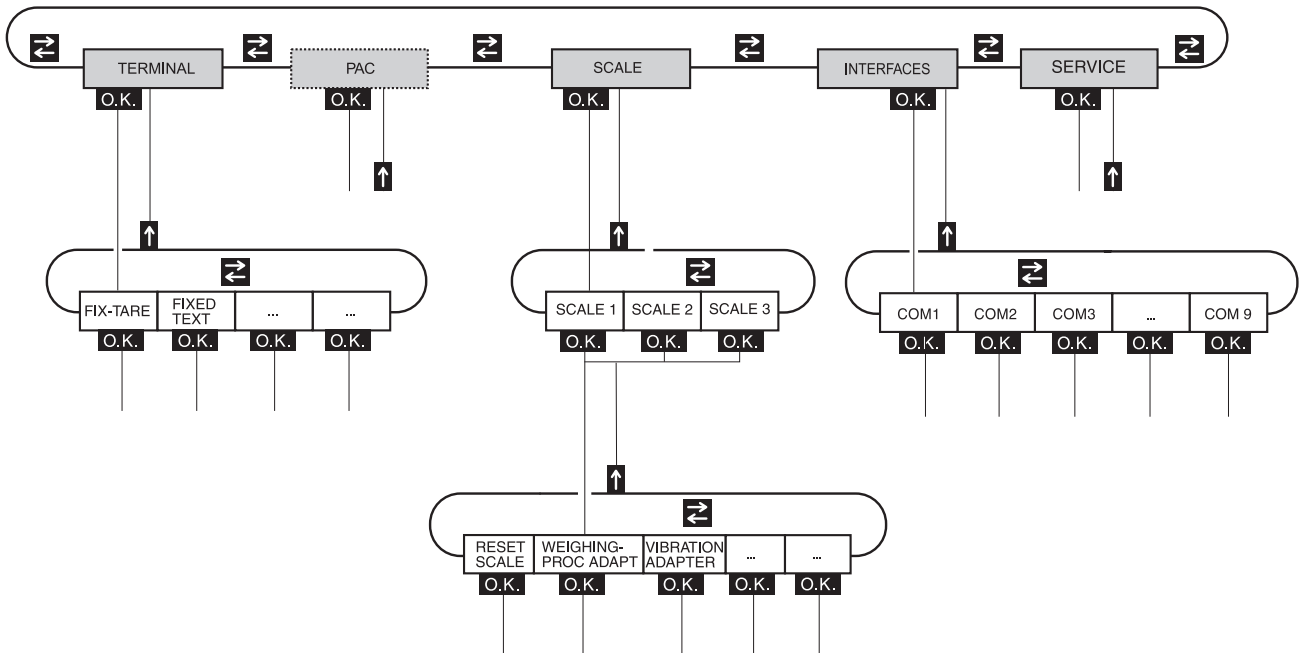 TERMINAL
PAC
SCALE
INTERFACES
SERVICE
O.K.
O.K.
O.K.
O.K.
O.K.
FIX-TARE
FIXED
TEXT
...
...
O.K.
O.K.
O.K.
O.K.
SCALE 1
SCALE 2
SCALE 3
O.K.
O.K.
O.K.
COM1
COM2
COM3
...
COM 9
O.K.
O.K.
O.K.
O.K.
O.K.
RESET
SCALE
WEIGHING-
PROC ADAPT
VIBRATION
ADAPTER
...
...
O.K.
O.K.
O.K.
O.K.
O.K.